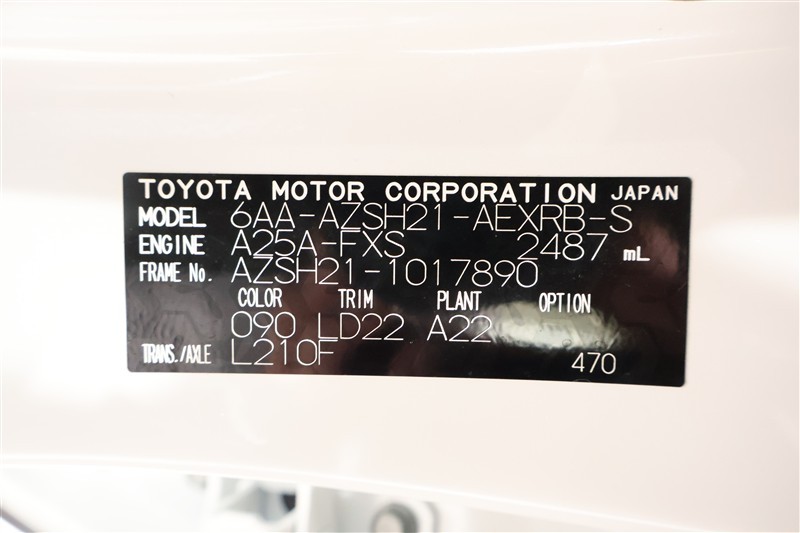 TOYOTA MOTOR CORPORATION JAPAN
MODEL 6AA-AZSH21-AEXRB-S
ENGINE A25A-FXS 2487 mL
FRAME No. AZSH21-1017890
COLOR TRIM PLANT OPTION
090 LD22 A22
TRANS./AXLE L210F 470